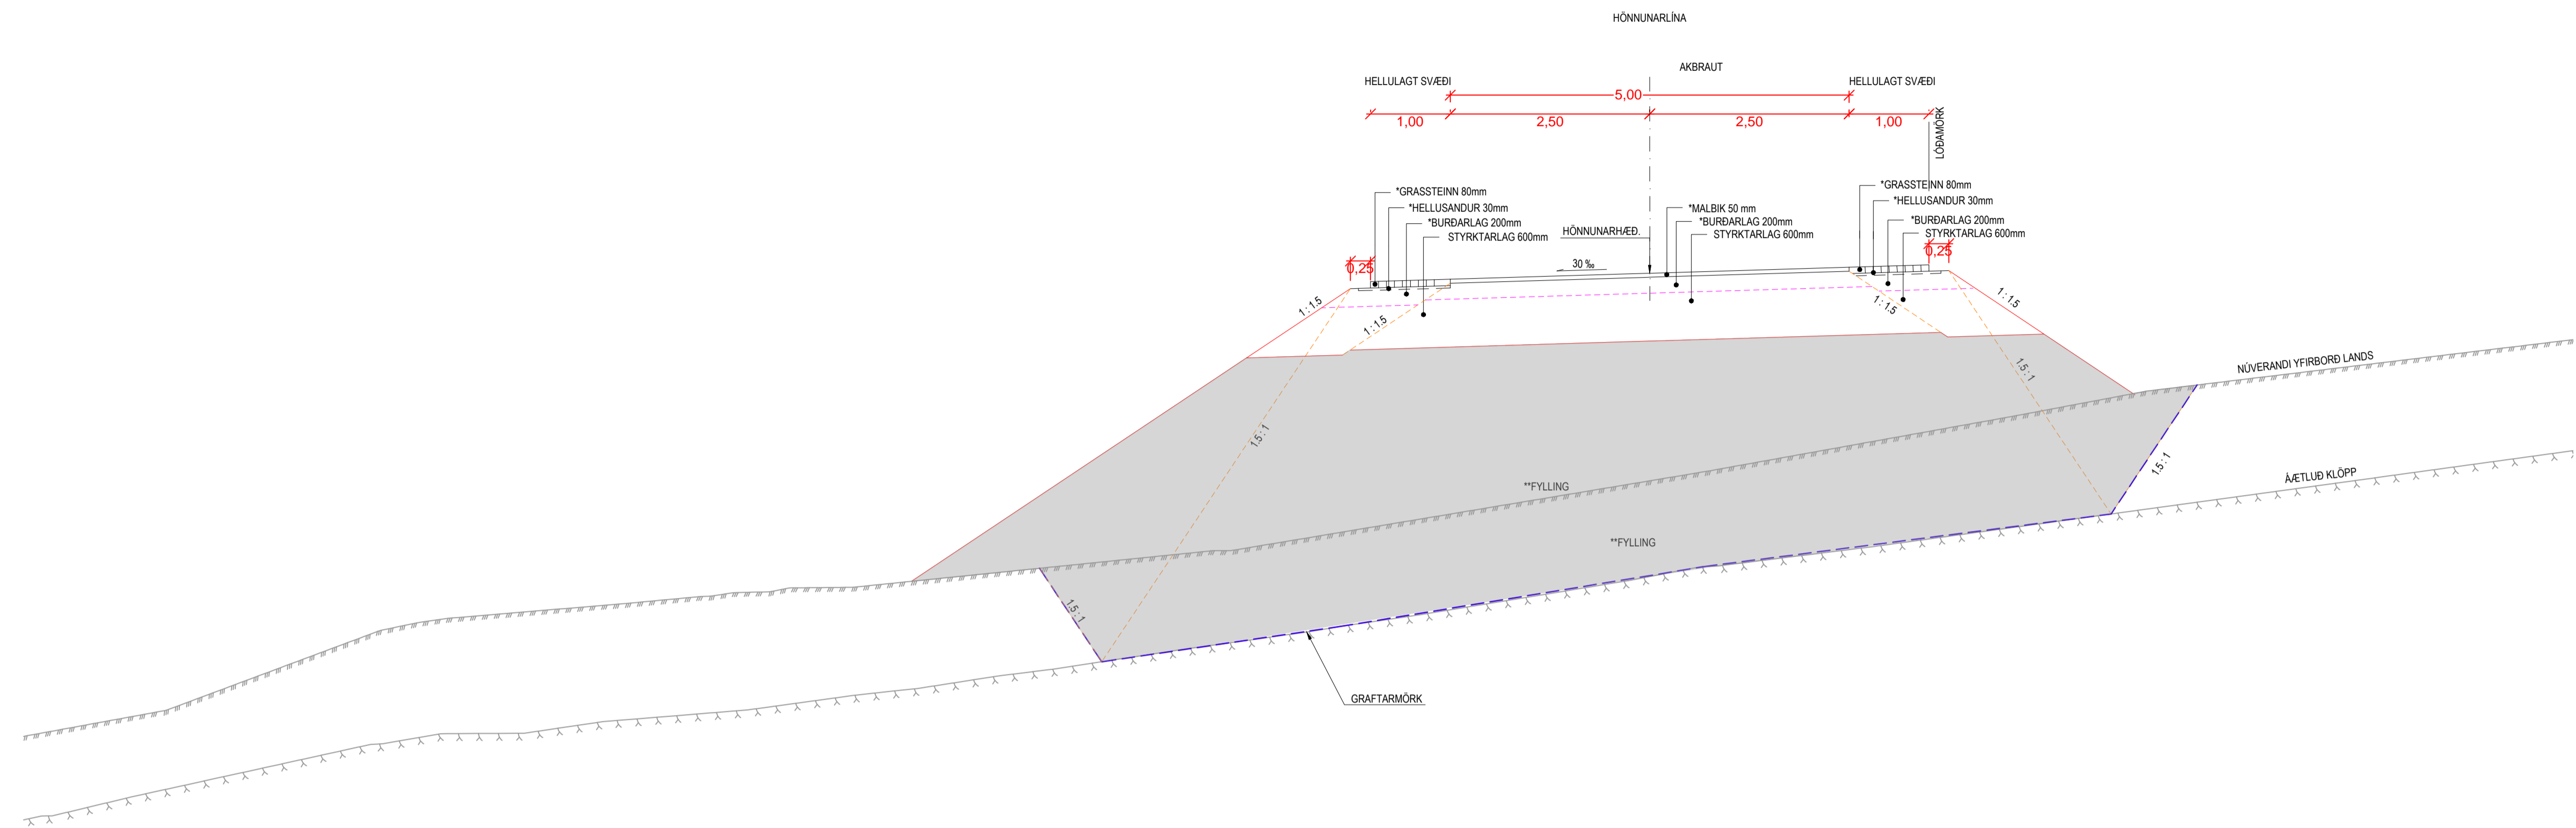 HÖNNUNARLÍNA
AKBRAUT
HELLULAGT SVÆÐI
HELLULAGT SVÆÐI
5,00
1,00
2,50
2,50
1,00
LÓÐAMÖRK
*GRASSTEINN 80mm
*HELLUSANDUR 30mm
*BURÐARLAG 200mm
STYRKTARLAG 600mm
HÖNNUNARHÆÐ.
*MALBIK 50 mm
*BURÐARLAG 200mm
STYRKTARLAG 600mm
*GRASSTEINN 80mm
*HELLUSANDUR 30mm
*BURÐARLAG 200mm
STYRKTARLAG 600mm
0,25
0,25
30 ‰
1 : 1.5
1 : 1.5
1 : 1.5
1 : 1.5
1.5 : 1
1.5 : 1
NÚVERANDI YFIRBORÐ LANDS
1.5 : 1
ÁÆTLUÐ KLÖPP
**FYLLING
**FYLLING
1.5 : 1
GRAFTARMÖRK